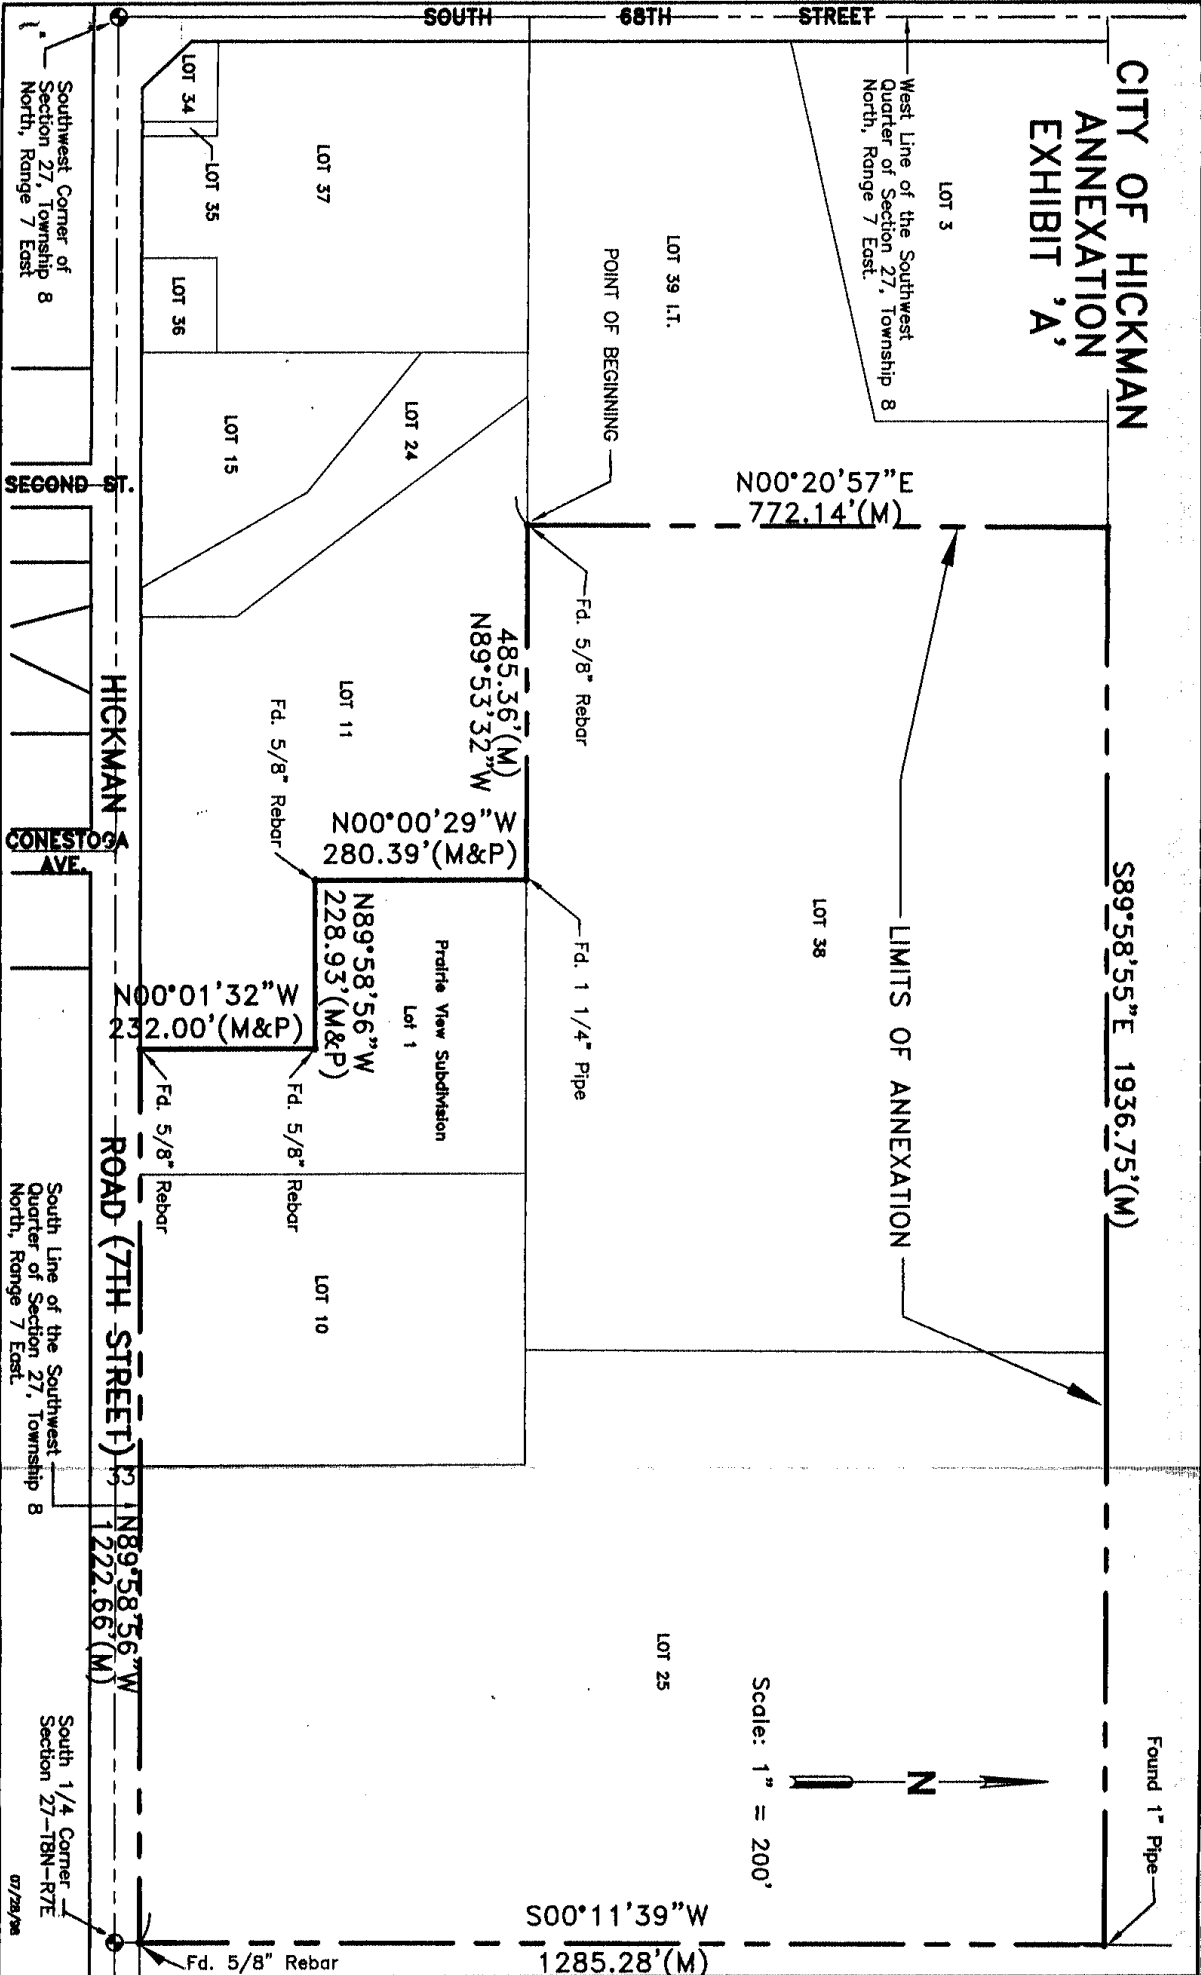 CITY OF HICKMAN
ANNEXATION
EXHIBIT 'A'
Found 1" Pipe
S89°58'55"E 1936.75'(M)
LOT 3
West Line of the Southwest
Quarter of Section 27, Township 8
North, Range 7 East.
SOUTH 68TH STREET
N00°20'57"E
772.14'(M)
LIMITS OF ANNEXATION
LOT 38
N
Scale: 1" = 200'
LOT 39 I.T.
POINT OF BEGINNING
Fd. 5/8" Rebar
Fd. 1 1/4" Pipe
LOT 25
S00°11'39"W
1285.28'(M)
485.36'(M)
N89°53'32"W
LOT 37
LOT 24
LOT 11
N00°00'29"W
280.39'(M&P)
Prairie View Subdivision
Lot 1
N89°58'56"W
228.93'(M&P)
LOT 10
Fd. 5/8" Rebar
Fd. 5/8" Rebar
LOT 34
LOT 35
LOT 36
LOT 15
N00°01'32"W
232.00'(M&P)
Fd. 5/8" Rebar
Fd. 5/8" Rebar
HICKMAN ROAD (7TH STREET)
33
N89°58'56"W
1222.66'(M)
Southwest Corner of
Section 27, Township 8
North, Range 7 East
SECOND ST.
CONESTOGA
AVE.
South Line of the Southwest
Quarter of Section 27, Township 8
North, Range 7 East.
South 1/4 Corner
Section 27-T8N-R7E
07/28/98